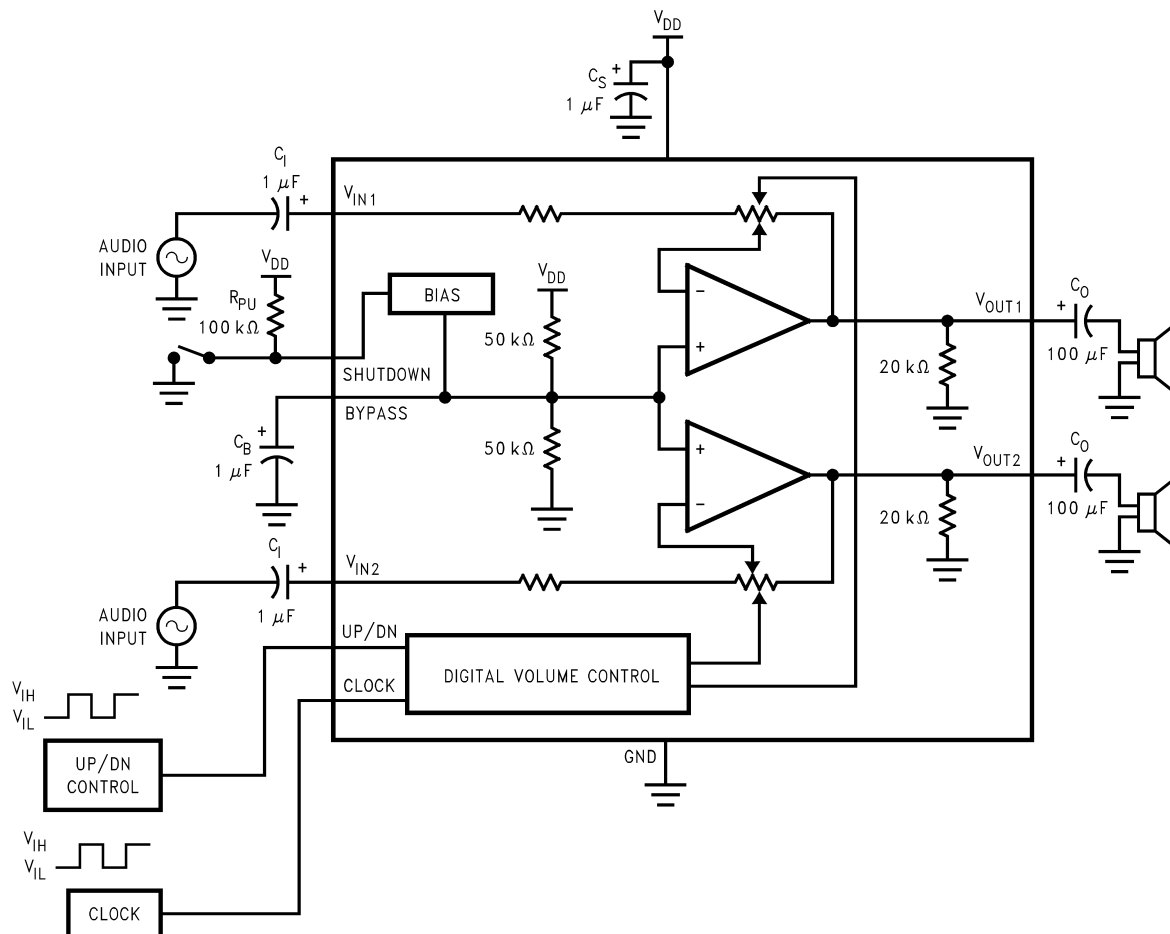 V_DD
C_S +
1 μF
C_I
1 μF +
V_IN1
AUDIO
INPUT
V_DD
R_PU
100 kΩ
BIAS
V_DD
50 kΩ
−
+
V_OUT1
+ C_O
100 μF
20 kΩ
SHUTDOWN
BYPASS
C_B +
1 μF
50 kΩ
+
−
V_OUT2
+ C_O
100 μF
20 kΩ
C_I
+
1 μF
V_IN2
AUDIO
INPUT
UP/DN
CLOCK
DIGITAL VOLUME CONTROL
V_IH
V_IL
UP/DN
CONTROL
GND
V_IH
V_IL
CLOCK